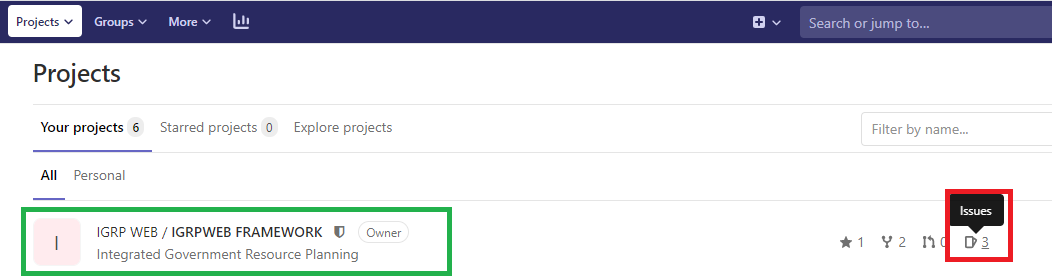 Projects Groups More Search or jump to...
Projects
Your projects 6 Starred projects 0 Explore projects Filter by name...
All Personal
Issues
I IGRP WEB / IGRPWEB FRAMEWORK Owner 1 2 0 3
Integrated Government Resource Planning